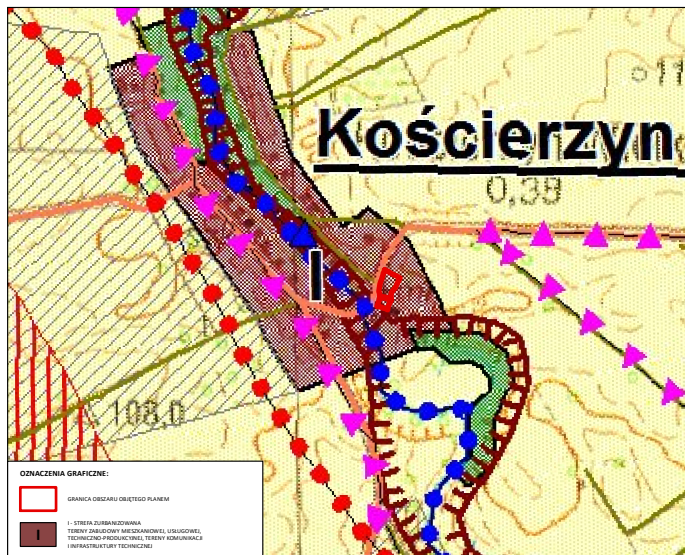 11
Kościerzyn
0,39
I
108,0
OZNACZENIA GRAFICZNE:
GRANICA OBSZARU OBJĘTEGO PLANEM
I
I - STREFA ZURBANIZOWANA
TERENY ZABUDOWY MIESZKANIOWEJ, USŁUGOWEJ,
TECHNICZNO-PRODUKCYJNEJ, TERENY KOMUNIKACJI
I INFRASTRUKTURY TECHNICZNEJ